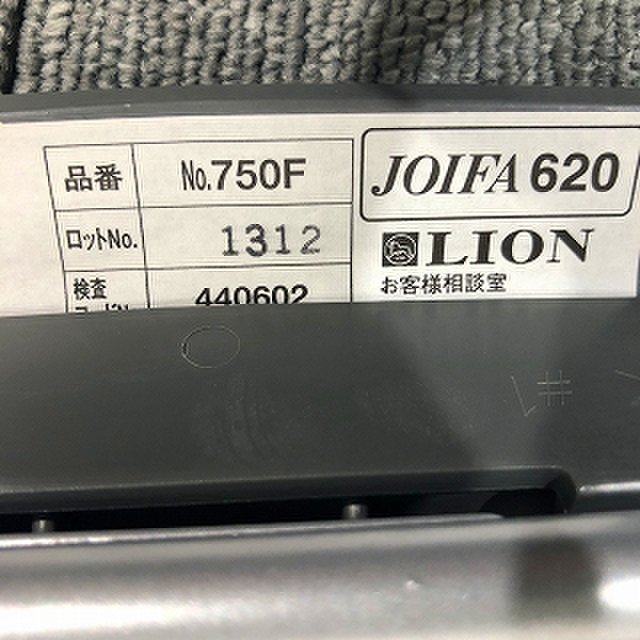 品番 No.750F
ロットNo. 1312
検査 440602
JOIFA 620
LION
お客様相談室
#1